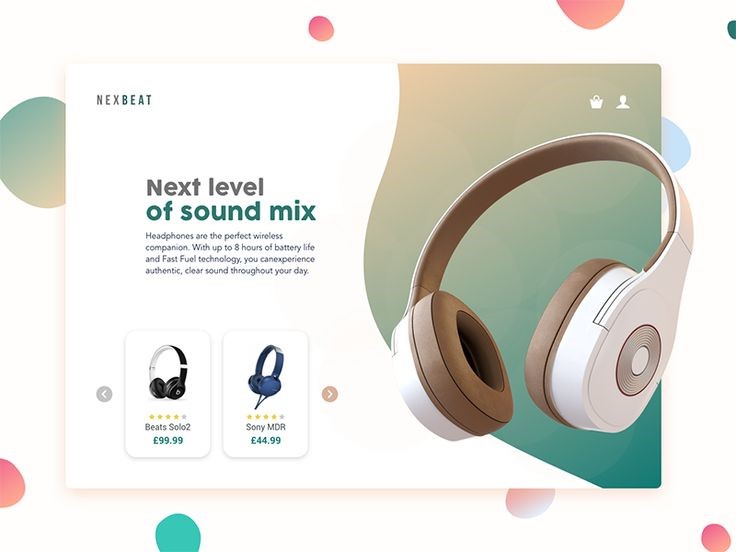 NEXBEAT
Next level
of sound mix
Headphones are the perfect wireless
companion. With up to 8 hours of battery life
and Fast Fuel technology, you canexperience
authentic, clear sound throughout your day.
Beats Solo2
£99.99
Sony MDR
£44.99